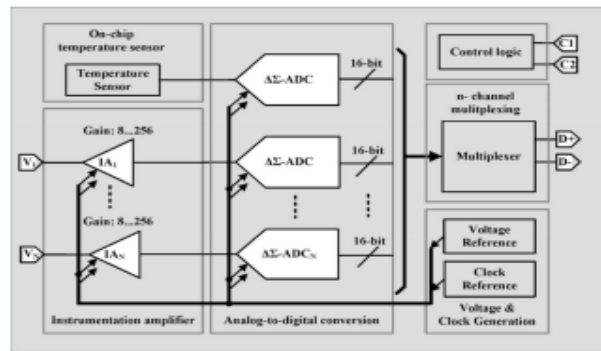 On-chip
temperature sensor
Temperature
Sensor
ΔΣ-ADC
16-bit
Control logic
C1
C2
n- channel
mulitplexing
Gain: 8...256
V₁
IA₁
ΔΣ-ADC
16-bit
Multiplexer
D+
D-
Gain: 8...256
Vₙ
IAₙ
ΔΣ-ADCₙ
16-bit
Voltage
Reference
Clock
Reference
Instrumentation amplifier
Analog-to-digital conversion
Voltage &
Clock Generation